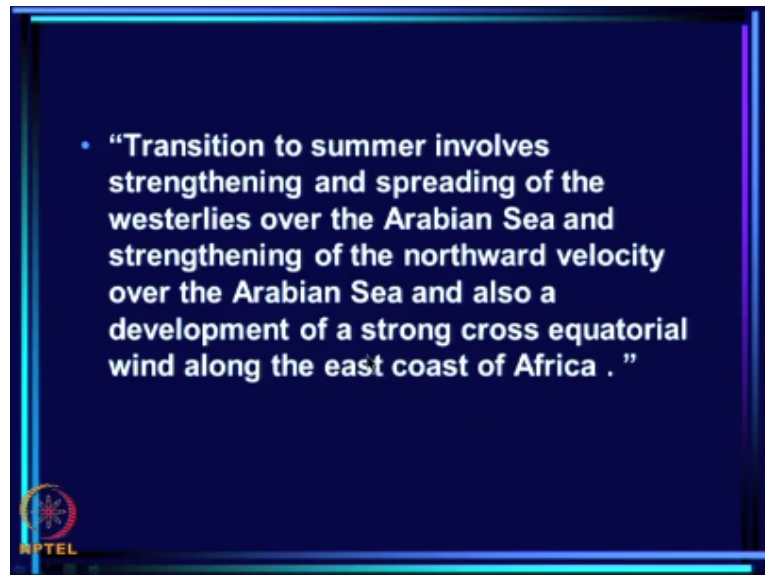 • “Transition to summer involves
strengthening and spreading of the
westerlies over the Arabian Sea and
strengthening of the northward velocity
over the Arabian Sea and also a
development of a strong cross equatorial
wind along the east coast of Africa . ”
NPTEL